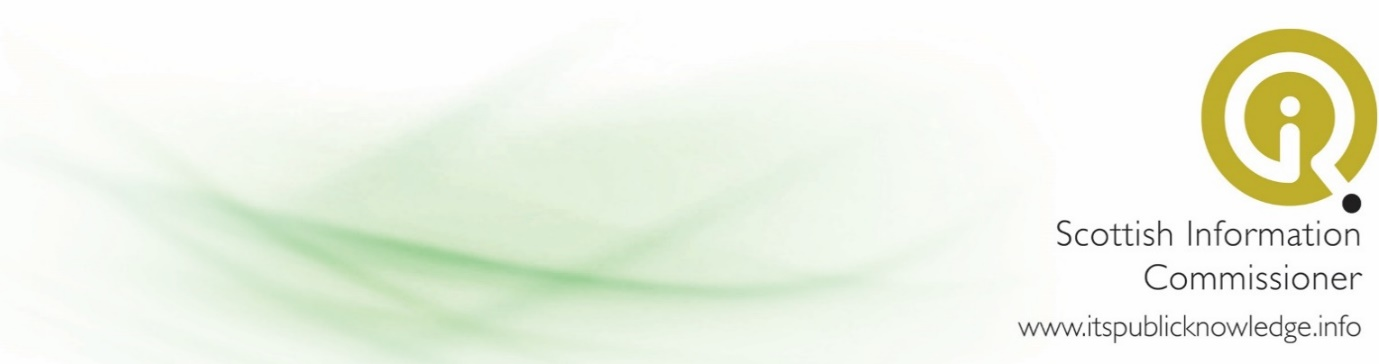 Scottish Information
Commissioner
www.itspublicknowledge.info